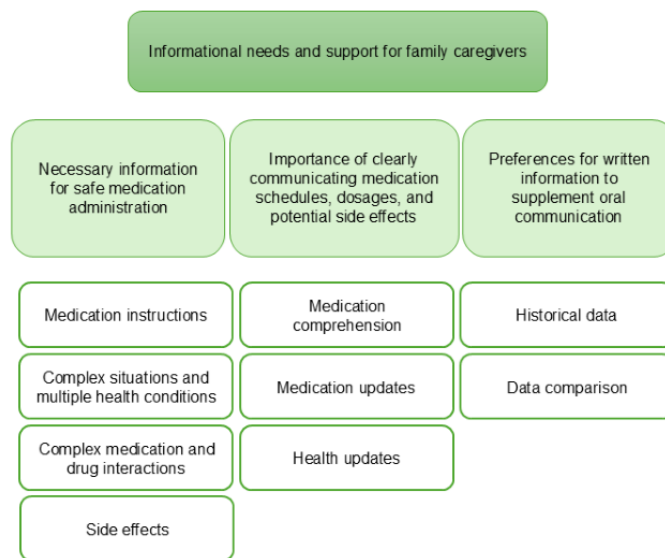 Informational needs and support for family caregivers
Necessary information
for safe medication
administration
Importance of clearly
communicating medication
schedules, dosages, and
potential side effects
Preferences for written
information to
supplement oral
communication
Medication instructions
Complex situations and
multiple health conditions
Complex medication and
drug interactions
Side effects
Medication
comprehension
Medication updates
Health updates
Historical data
Data comparison